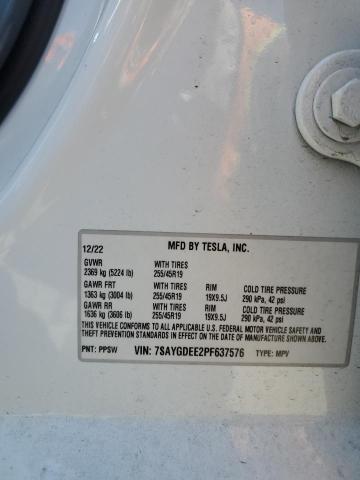 12/22 MFD BY TESLA, INC.
GVWR WITH TIRES
2369 kg (5224 lb) 255/45R19
GAWR FRT WITH TIRES RIM COLD TIRE PRESSURE
1363 kg (3004 lb) 255/45R19 19X9.5J 290 kPa, 42 psi
GAWR RR WITH TIRES RIM COLD TIRE PRESSURE
1636 kg (3606 lb) 255/45R19 19X9.5J 290 kPa, 42 psi
THIS VEHICLE CONFORMS TO ALL APPLICABLE U.S. FEDERAL MOTOR VEHICLE SAFETY AND
THEFT PREVENTION STANDARDS IN EFFECT ON THE DATE OF MANUFACTURE SHOWN ABOVE.
PNT: PPSW VIN: 7SAYGDEE2PF637576 TYPE: MPV